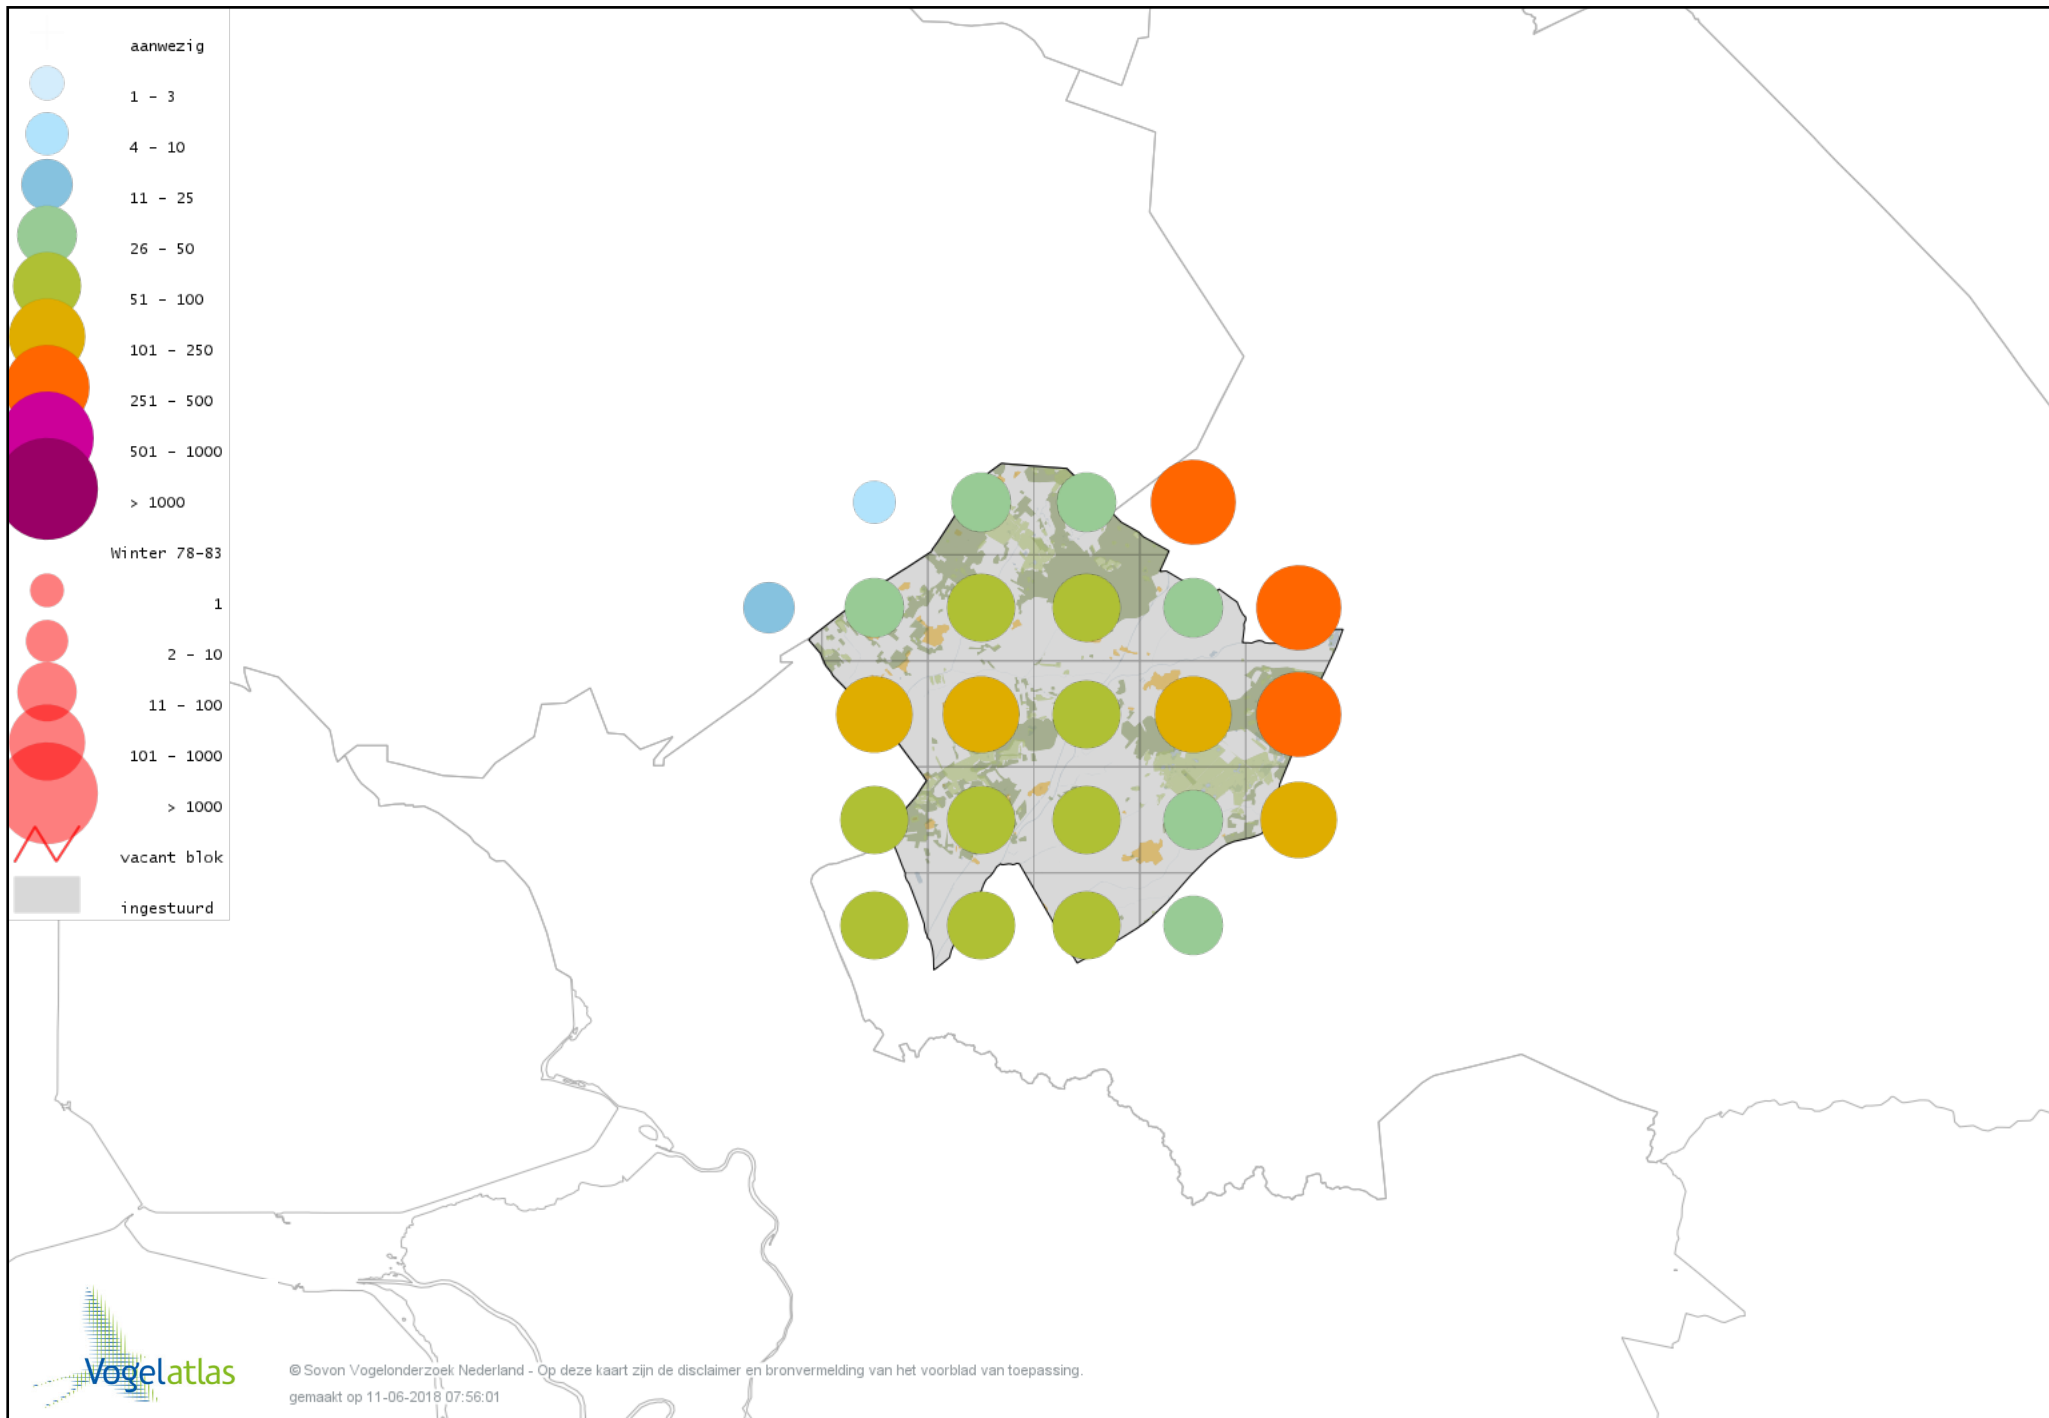 aanwezig
1 - 3
4 - 10
11 - 25
26 - 50
51 - 100
101 - 250
251 - 500
501 - 1000
> 1000
Winter 78-83
1
2 - 10
11 - 100
101 - 1000
> 1000
vacant blok
ingestuurd
Vogelatlas
© Sovon Vogelonderzoek Nederland - Op deze kaart zijn de disclaimer en bronvermelding van het voorblad van toepassing.
gemaakt op 11-06-2018 07:56:01